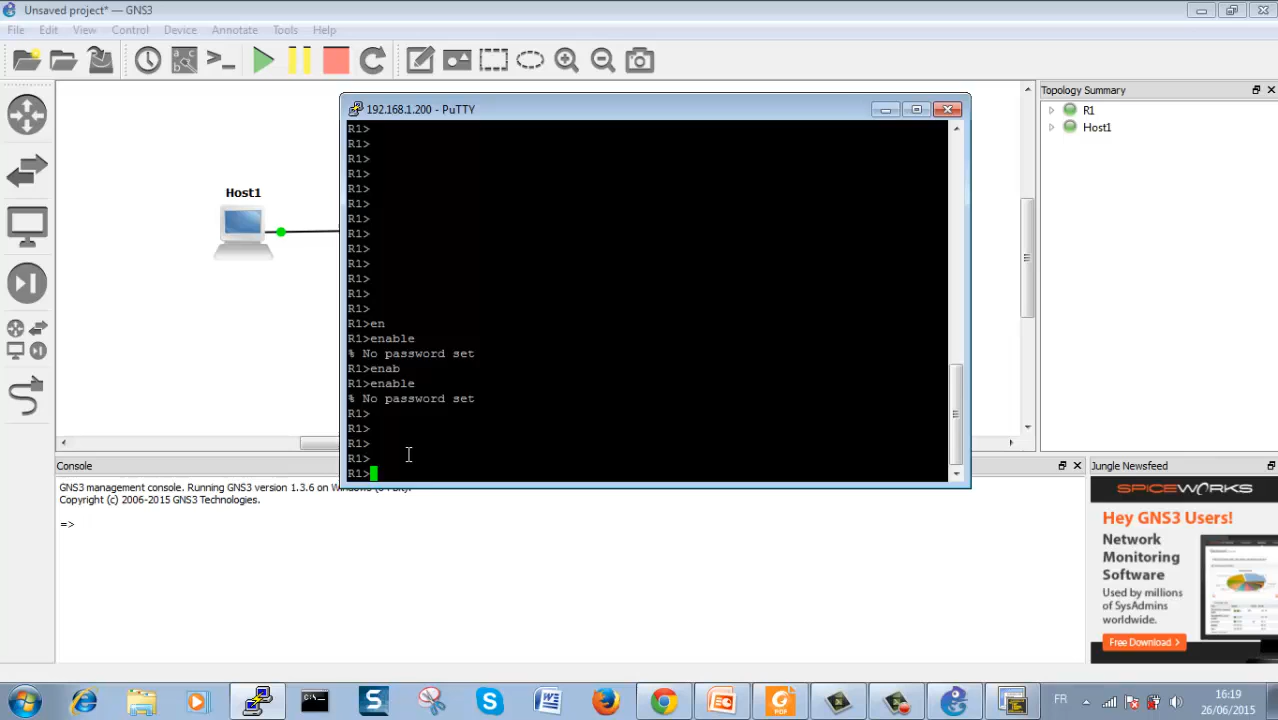 Unsaved project* — GNS3
File Edit View Control Device Annotate Tools Help
Topology Summary
R1
Host1
Host1
192.168.1.200 - PuTTY
R1>
R1>
R1>
R1>
R1>
R1>
R1>
R1>
R1>
R1>
R1>
R1>
R1>
R1>en
R1>enable
% No password set
R1>enab
R1>enable
% No password set
R1>
R1>
R1>
R1>
R1>
Console
GNS3 management console. Running GNS3 version 1.3.6 on Windows (64-bit).
Copyright (c) 2006-2015 GNS3 Technologies.
=>
Jungle Newsfeed
SPICEWORKS
Hey GNS3 Users!
Network
Monitoring
Software
Used by millions
of SysAdmins
worldwide.
Free Download >
FR
16:19
26/06/2015